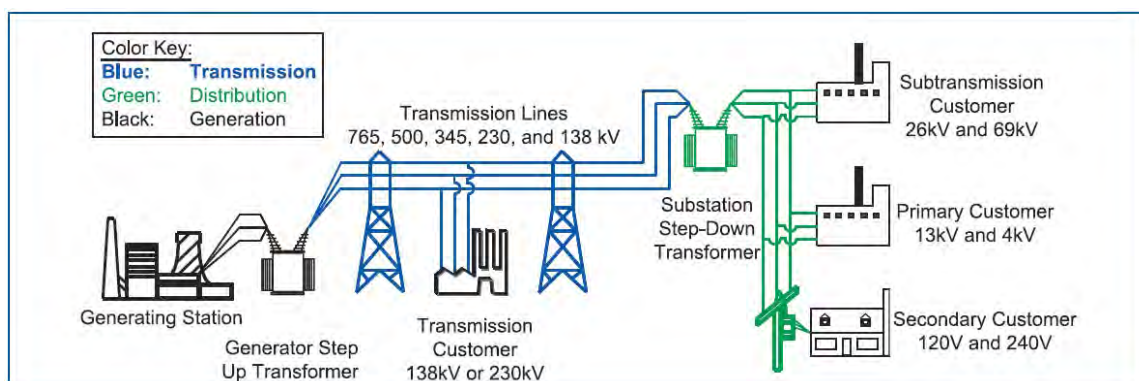 Color Key:
Blue: Transmission
Green: Distribution
Black: Generation
Transmission Lines
765, 500, 345, 230, and 138 kV
Subtransmission
Customer
26kV and 69kV
Substation
Step-Down
Transformer
Primary Customer
13kV and 4kV
Generating Station
Generator Step
Up Transformer
Transmission
Customer
138kV or 230kV
Secondary Customer
120V and 240V